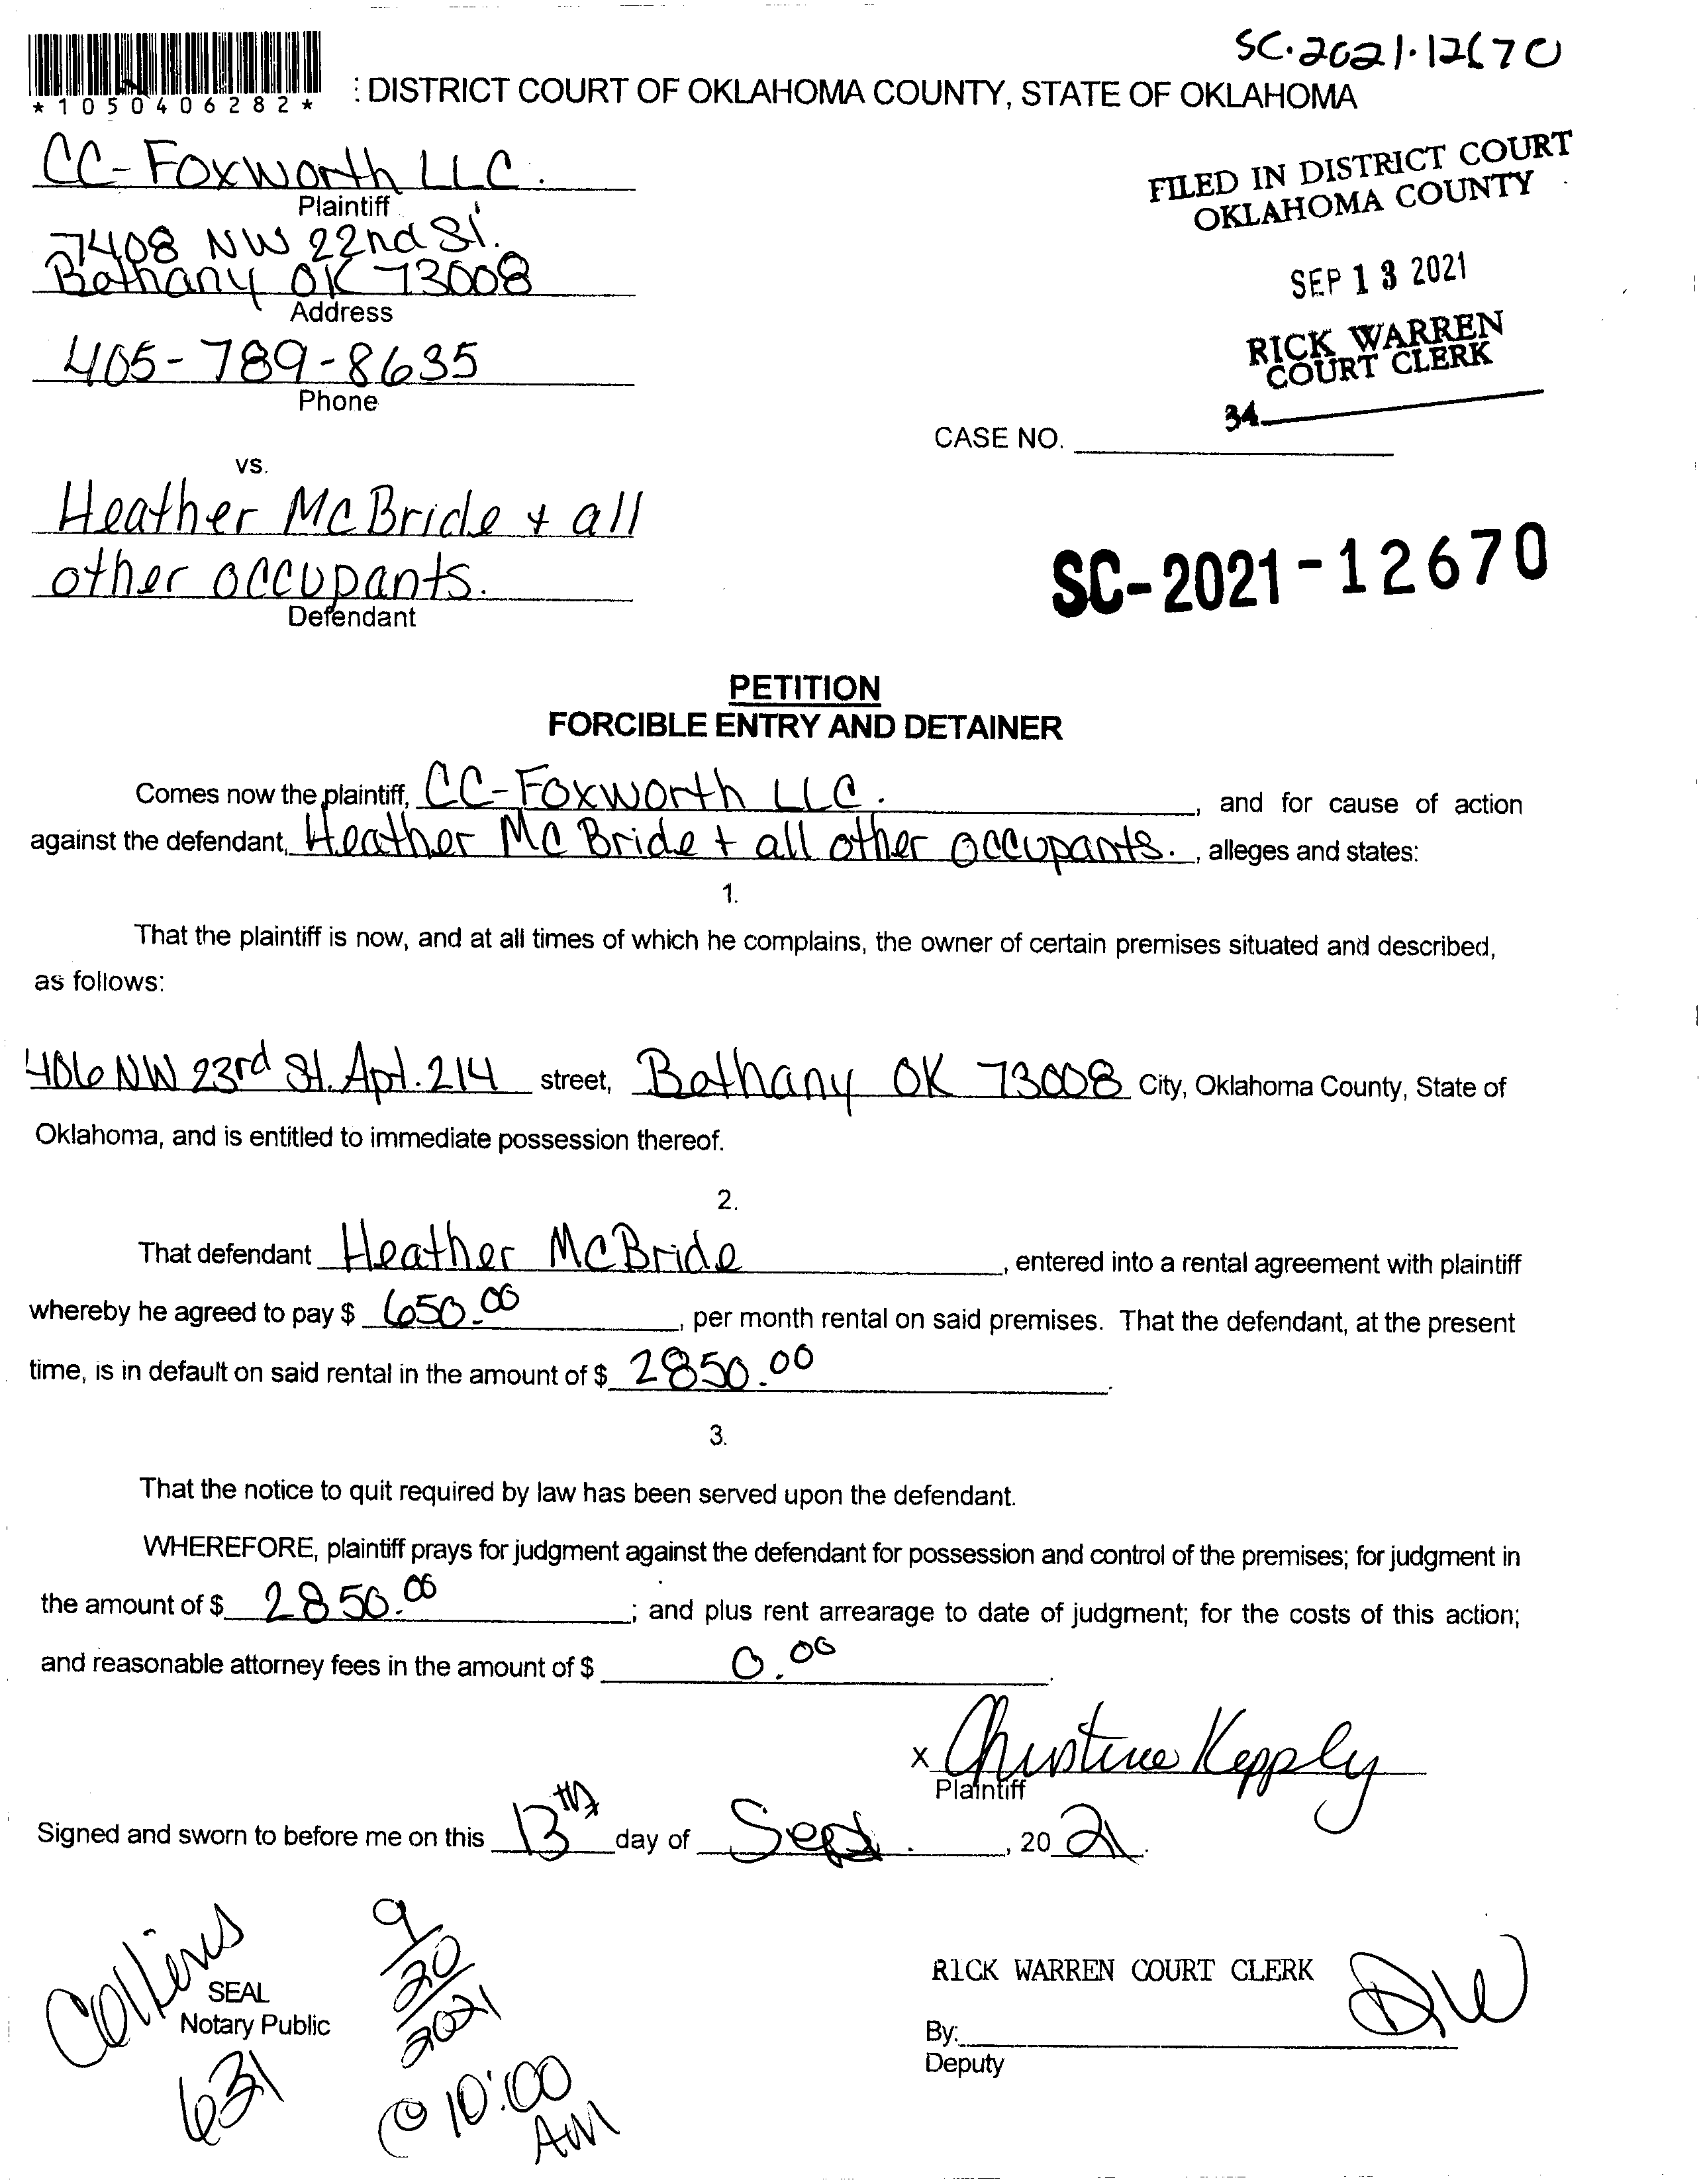 SC-2021-12670
*1050406282*
: DISTRICT COURT OF OKLAHOMA COUNTY, STATE OF OKLAHOMA
CC-Foxworth LLC.
Plaintiff
7408 NW 22nd St.
Bethany OK 73008
Address
405-789-8635
Phone
FILED IN DISTRICT COURT
OKLAHOMA COUNTY
SEP 13 2021
RICK WARREN
COURT CLERK
34
CASE NO.
vs.
Heather McBride + all
other occupants.
Defendant
SC-2021-12670
PETITION
FORCIBLE ENTRY AND DETAINER
Comes now the plaintiff, CC-Foxworth LLC. , and for cause of action
against the defendant, Heather McBride + all other occupants. , alleges and states:
1.
That the plaintiff is now, and at all times of which he complains, the owner of certain premises situated and described,
as follows:
406 NW 23rd St. Apt. 214 street, Bethany OK 73008 City, Oklahoma County, State of
Oklahoma, and is entitled to immediate possession thereof.
2.
That defendant Heather McBride , entered into a rental agreement with plaintiff
whereby he agreed to pay $ 650.00 , per month rental on said premises. That the defendant, at the present
time, is in default on said rental in the amount of $ 2850.00 .
3.
That the notice to quit required by law has been served upon the defendant.
WHEREFORE, plaintiff prays for judgment against the defendant for possession and control of the premises; for judgment in
the amount of $ 2850.00 ; and plus rent arrearage to date of judgment; for the costs of this action;
and reasonable attorney fees in the amount of $ 0.00 .
x Christine Kepply
Plaintiff
Signed and sworn to before me on this 13th day of Sept. , 2021.
Collins
SEAL
Notary Public
631
9/20/2021
@ 10:00
AM
RICK WARREN COURT CLERK
DW
By:
Deputy